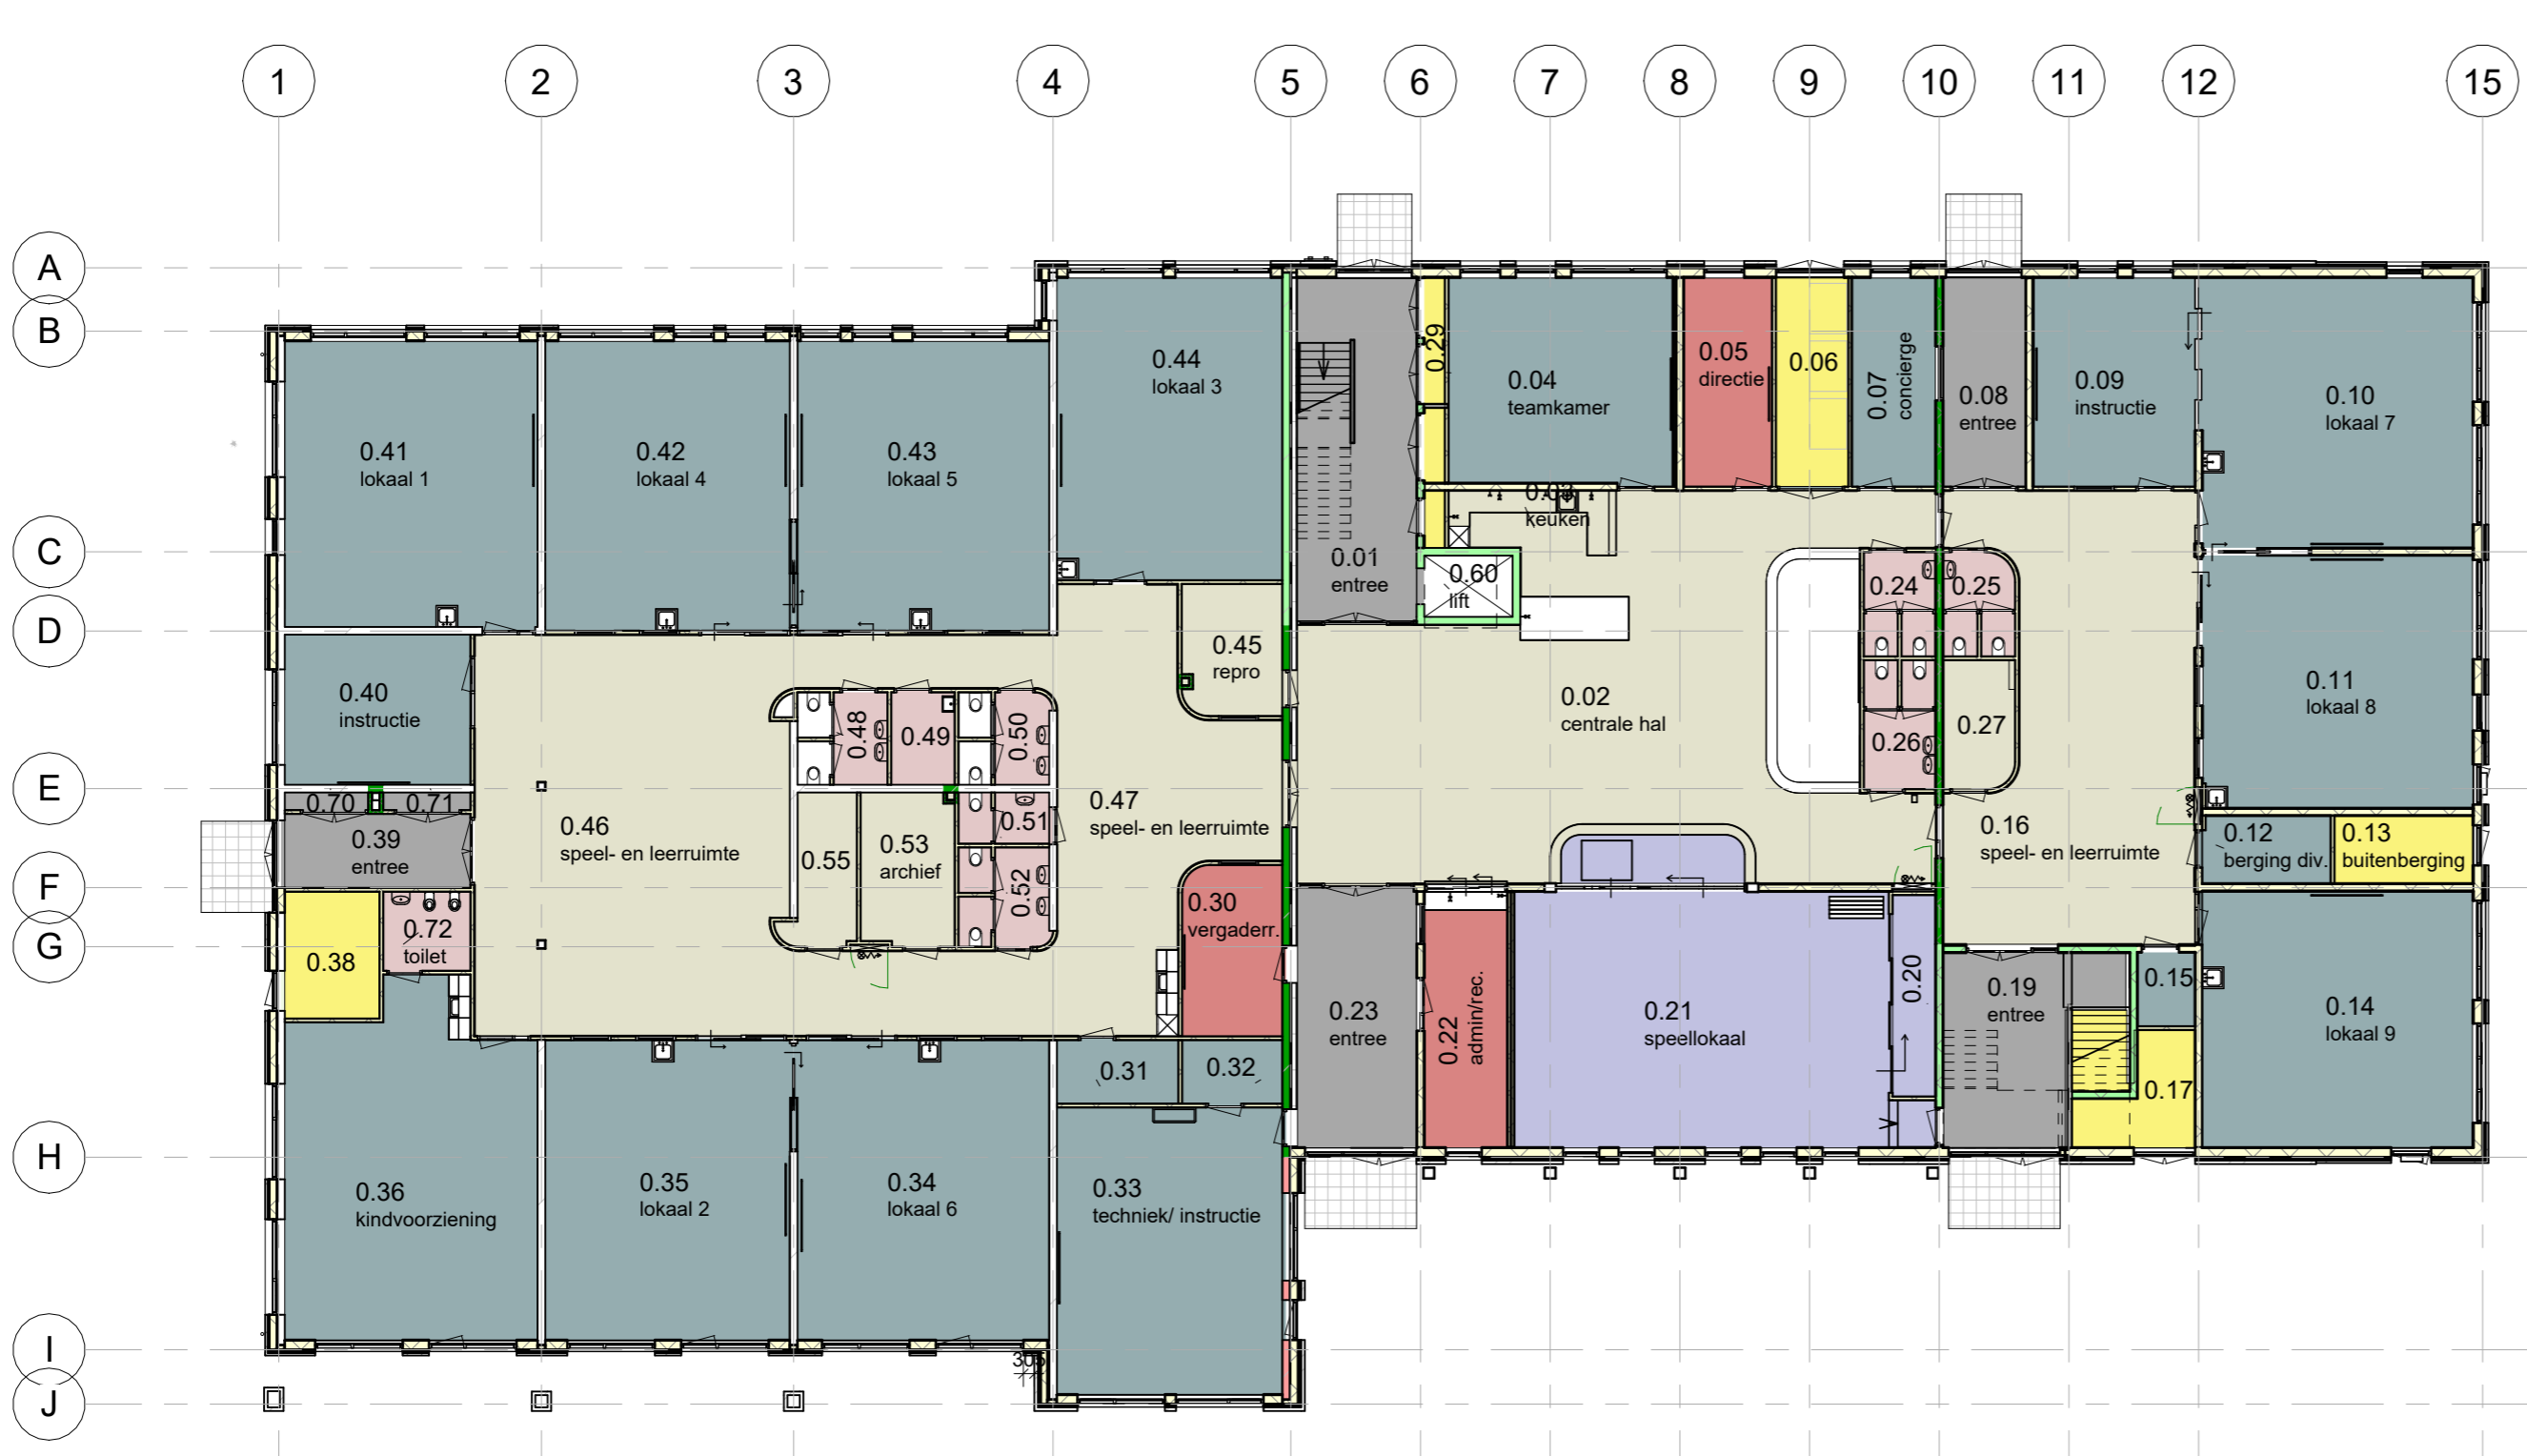 1 2 3 4 5 6 7 8 9 10 11 12 15
A
B
C
D
E
F
G
H
I
J
0.41
lokaal 1
0.42
lokaal 4
0.43
lokaal 5
0.44
lokaal 3
0.01
entree
0.29
0.04
teamkamer
0.05
directie
0.06
0.07
concierge
0.08
entree
0.09
instructie
0.10
lokaal 7
0.03
keuken
0.60
lift
0.24
0.25
0.40
instructie
0.45
repro
0.02
centrale hal
0.26
0.27
0.11
lokaal 8
0.48
0.49
0.50
0.70
0.71
0.39
entree
0.46
speel- en leerruimte
0.55
0.53
archief
0.51
0.52
0.47
speel- en leerruimte
0.16
speel- en leerruimte
0.12
berging div.
0.13
buitenberging
0.38
0.72
toilet
0.30
vergaderr.
0.23
entree
0.22
admin/rec.
0.21
speellokaal
0.20
0.19
entree
0.15
0.17
0.14
lokaal 9
0.31
0.32
0.36
kindvoorziening
0.35
lokaal 2
0.34
lokaal 6
0.33
techniek/ instructie
305